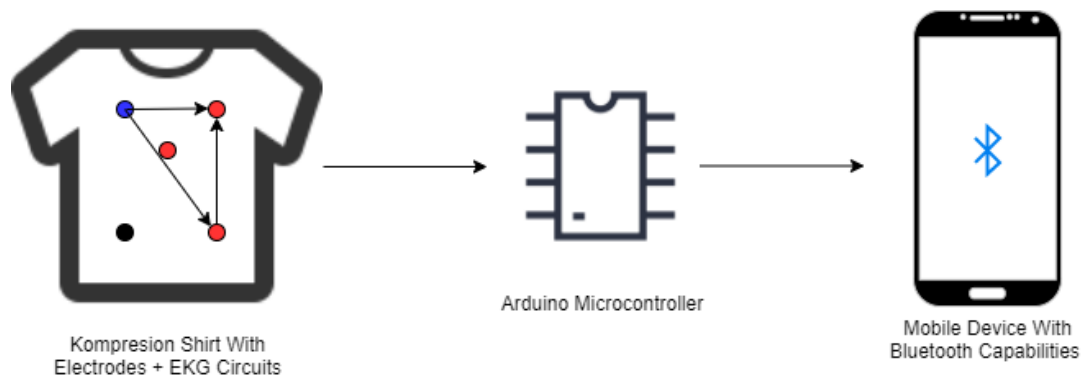 Kompresion Shirt With
Electrodes + EKG Circuits
Arduino Microcontroller
Mobile Device With
Bluetooth Capabilities